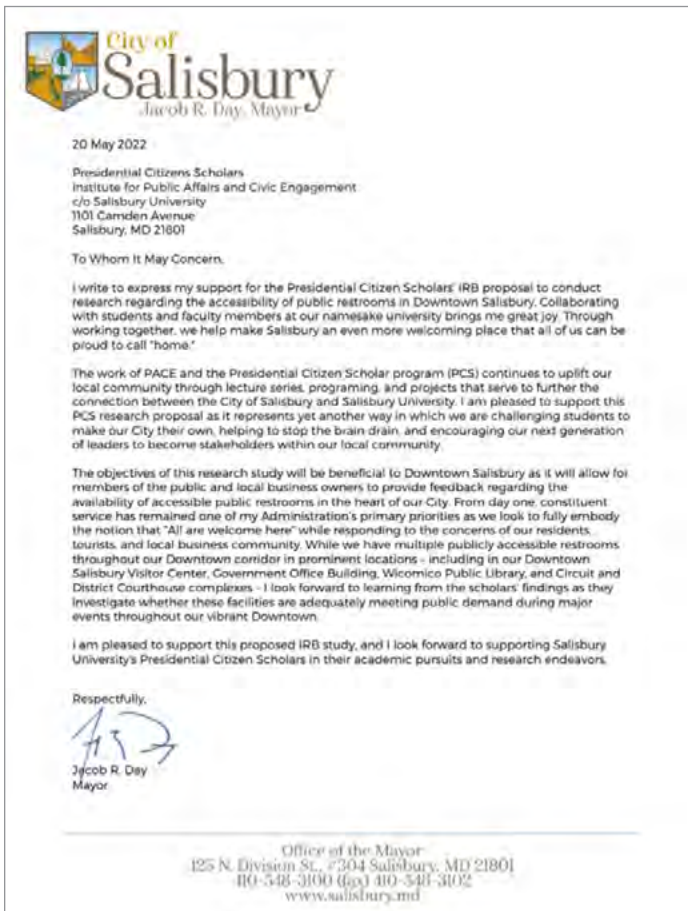 City of
Salisbury
Jacob R. Day, Mayor
20 May 2022
Presidential Citizens Scholars
Institute for Public Affairs and Civic Engagement
c/o Salisbury University
1101 Camden Avenue
Salisbury, MD 21801
To Whom It May Concern,
I write to express my support for the Presidential Citizen Scholars' IRB proposal to conduct
research regarding the accessibility of public restrooms in Downtown Salisbury. Collaborating
with students and faculty members at our namesake university brings me great joy. Through
working together, we help make Salisbury an even more welcoming place that all of us can be
proud to call "home."
The work of PACE and the Presidential Citizen Scholar program (PCS) continues to uplift our
local community through lecture series, programing, and projects that serve to further the
connection between the City of Salisbury and Salisbury University. I am pleased to support this
PCS research proposal as it represents yet another way in which we are challenging students to
make our City their own, helping to stop the brain drain, and encouraging our next generation
of leaders to become stakeholders within our local community.
The objectives of this research study will be beneficial to Downtown Salisbury as it will allow for
members of the public and local business owners to provide feedback regarding the
availability of accessible public restrooms in the heart of our City. From day one, constituent
service has remained one of my Administration's primary priorities as we look to fully embody
the notion that "All are welcome here" while responding to the concerns of our residents,
tourists, and local business community. While we have multiple publicly accessible restrooms
throughout our Downtown corridor in prominent locations - including in our Downtown
Salisbury Visitor Center, Government Office Building, Wicomico Public Library, and Circuit and
District Courthouse complexes - I look forward to learning from the scholars' findings as they
investigate whether these facilities are adequately meeting public demand during major
events throughout our vibrant Downtown.
I am pleased to support this proposed IRB study, and I look forward to supporting Salisbury
University's Presidential Citizen Scholars in their academic pursuits and research endeavors.
Respectfully,
Jacob R. Day
Mayor
Office of the Mayor
125 N. Division St., #304 Salisbury, MD 21801
410-548-3100 (fax) 410-548-3102
www.salisbury.md